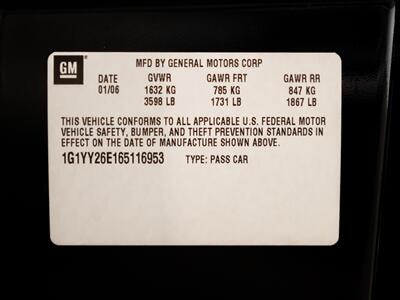 GM ®
MFD BY GENERAL MOTORS CORP
DATE GVWR GAWR FRT GAWR RR
01/06 1632 KG 785 KG 847 KG
3598 LB 1731 LB 1867 LB
THIS VEHICLE CONFORMS TO ALL APPLICABLE U.S. FEDERAL MOTOR
VEHICLE SAFETY, BUMPER, AND THEFT PREVENTION STANDARDS IN
EFFECT ON THE DATE OF MANUFACTURE SHOWN ABOVE.
1G1YY26E165116953 TYPE: PASS CAR